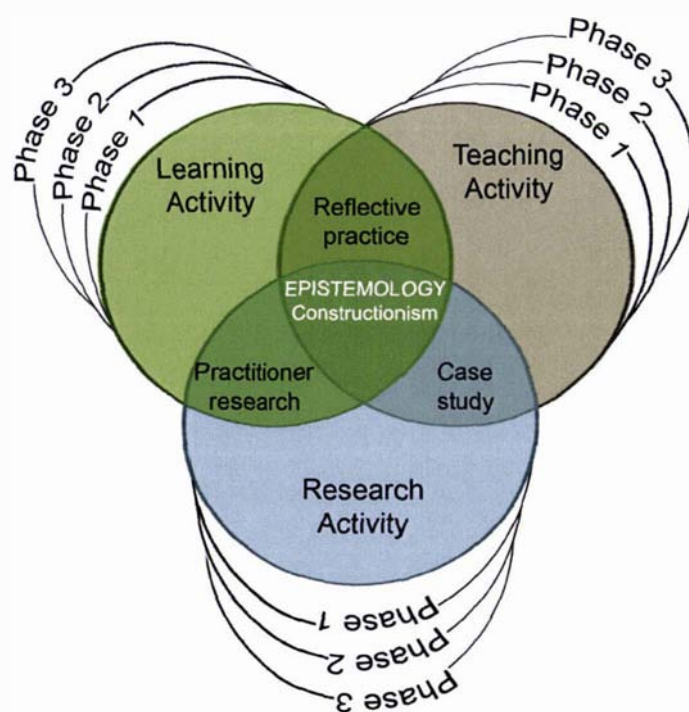 Phase 3
Phase 2
Phase 1
Phase 3
Phase 2
Phase 1
Learning
Activity
Teaching
Activity
Reflective
practice
EPISTEMOLOGY
Constructionism
Practitioner
research
Case
study
Research
Activity
Phase 1
Phase 2
Phase 3